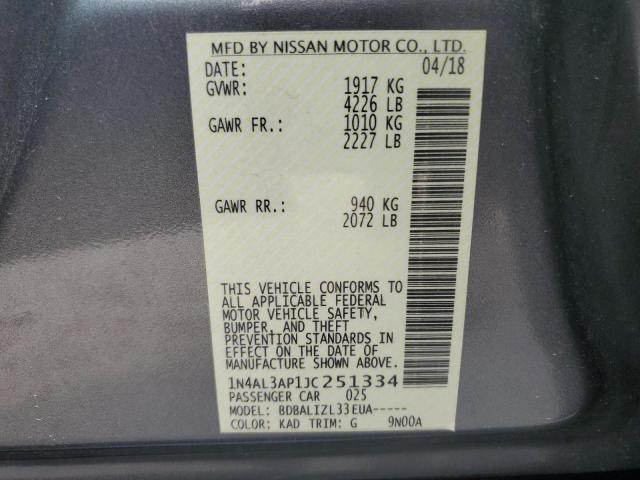 MFD BY NISSAN MOTOR CO., LTD.
DATE: 04/18
GVWR: 1917 KG
4226 LB
GAWR FR.: 1010 KG
2227 LB
GAWR RR.: 940 KG
2072 LB
THIS VEHICLE CONFORMS TO
ALL APPLICABLE FEDERAL
MOTOR VEHICLE SAFETY,
BUMPER, AND THEFT
PREVENTION STANDARDS IN
EFFECT ON THE DATE OF
MANUFACTURE SHOWN ABOVE.
1N4AL3AP1JC251334
PASSENGER CAR 025
MODEL: BDBALIZL33EUA-----
COLOR: KAD TRIM: G 9N00A